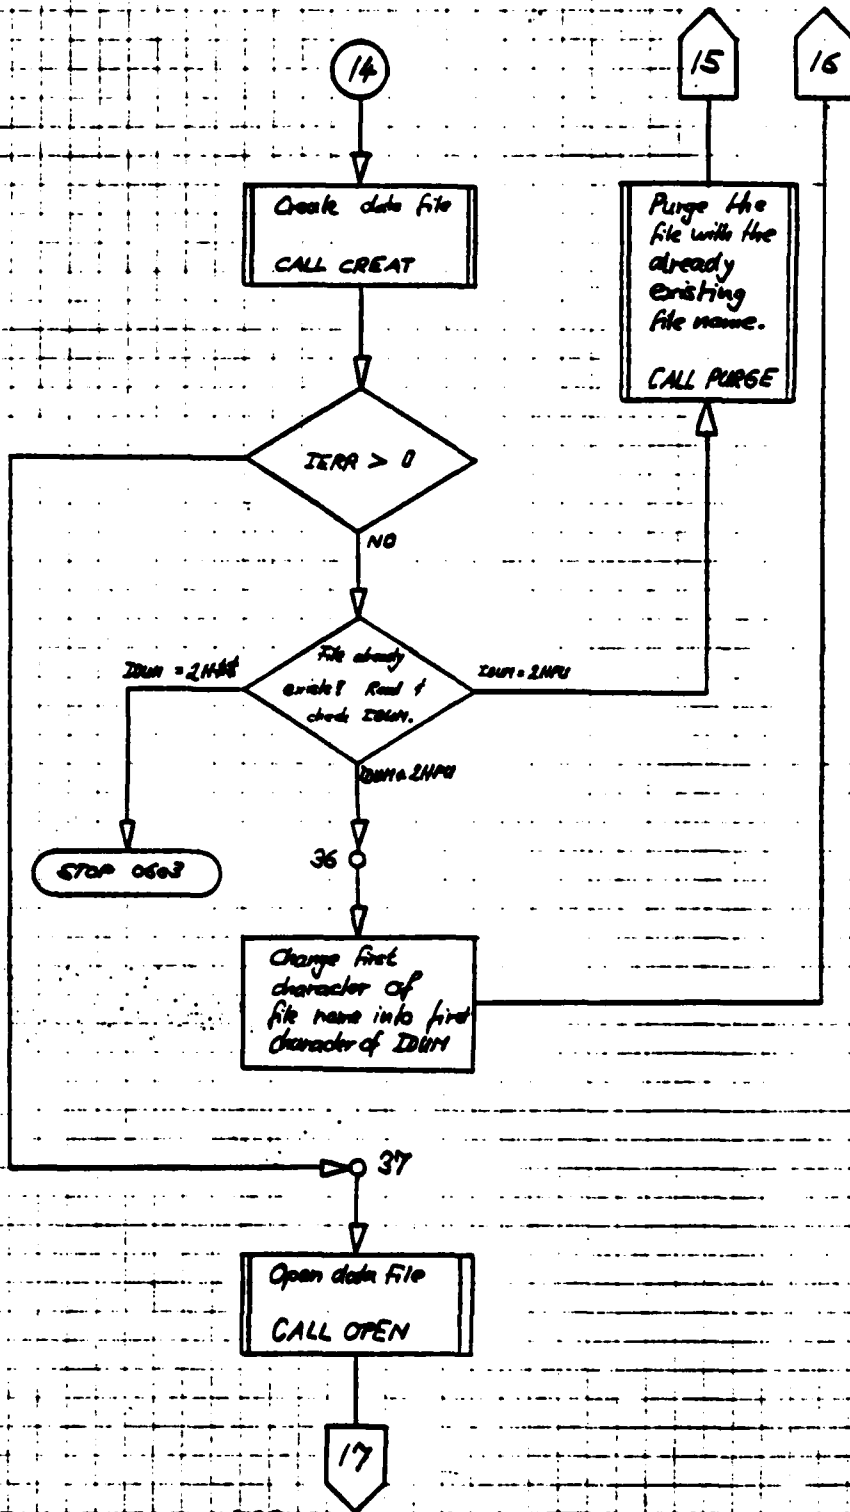 14
15
16
Create data file
CALL CREAT
Purge the
file with the
already
existing
file name.
CALL PURGE
IERR > 0
NO
File already
exists? Read &
check IDUM.
IDUM =
IDUM = 2HPU
STOP 0603
36
Change first
character of
file name into first
character of IDUM
37
Open data file
CALL OPEN
17